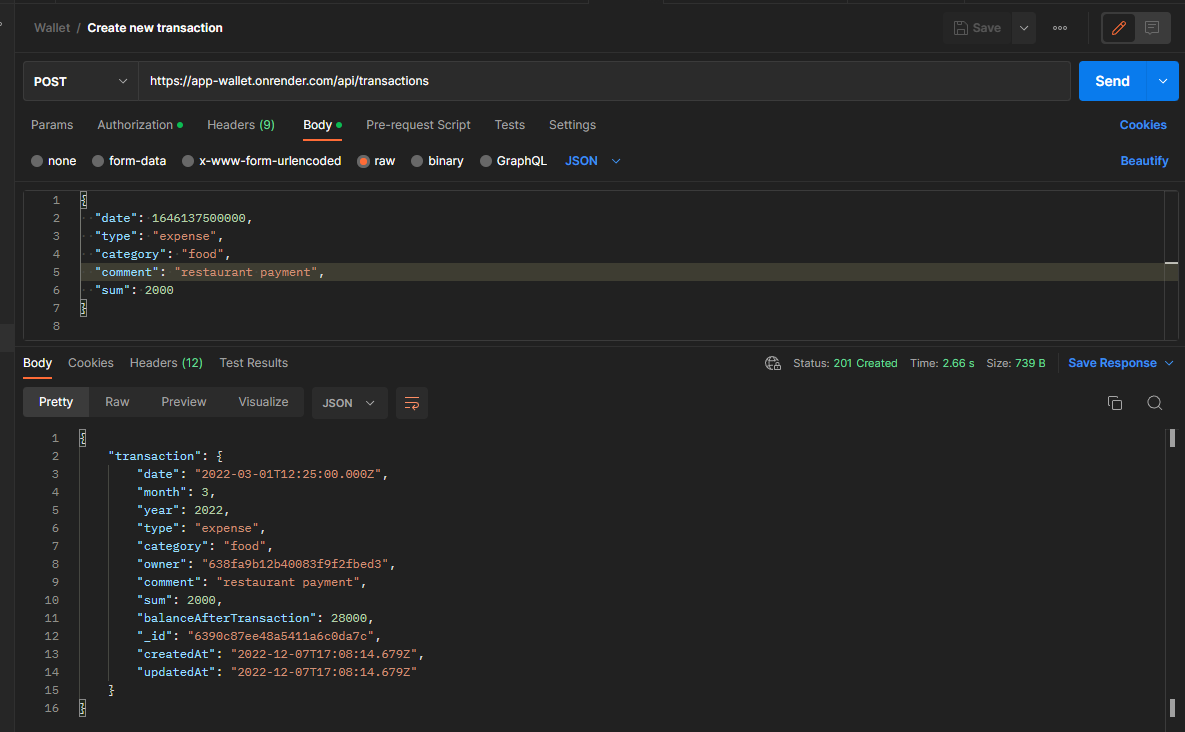 Wallet / Create new transaction
Save
POST
https://app-wallet.onrender.com/api/transactions
Send
Params Authorization Headers (9) Body Pre-request Script Tests Settings Cookies
none form-data x-www-form-urlencoded raw binary GraphQL JSON Beautify
1 {
2 "date": 1646137500000,
3 "type": "expense",
4 "category": "food",
5 "comment": "restaurant payment",
6 "sum": 2000
7 }
8
Body Cookies Headers (12) Test Results Status: 201 Created Time: 2.66 s Size: 739 B Save Response
Pretty Raw Preview Visualize JSON
1 {
2 "transaction": {
3 "date": "2022-03-01T12:25:00.000Z",
4 "month": 3,
5 "year": 2022,
6 "type": "expense",
7 "category": "food",
8 "owner": "638fa9b12b40083f9f2fbed3",
9 "comment": "restaurant payment",
10 "sum": 2000,
11 "balanceAfterTransaction": 28000,
12 "_id": "6390c87ee48a5411a6c0da7c",
13 "createdAt": "2022-12-07T17:08:14.679Z",
14 "updatedAt": "2022-12-07T17:08:14.679Z"
15 }
16 }